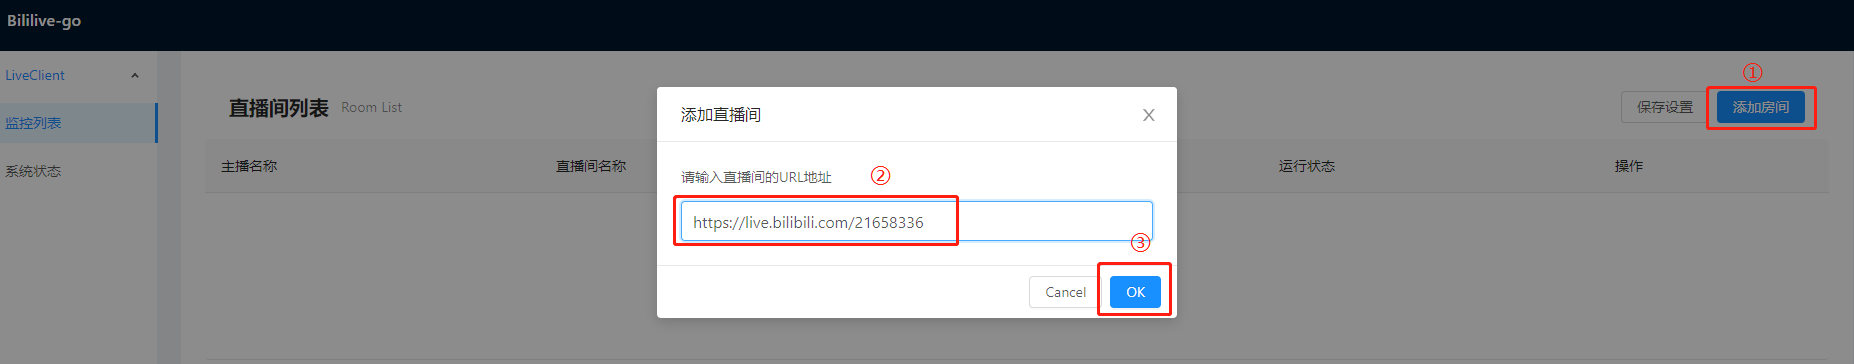 Bililive-go
LiveClient
监控列表
系统状态
直播间列表 Room List
①
保存设置
添加房间
主播名称 直播间名称 运行状态 操作
添加直播间 X
请输入直播间的URL地址 ②
https://live.bilibili.com/21658336
③
Cancel OK